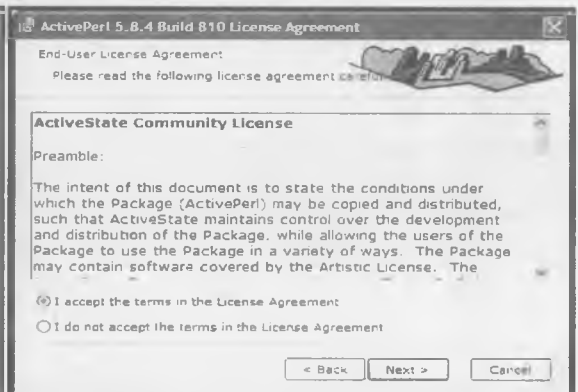 ActivePerl 5.8.4 Build 810 License Agreement
End-User License Agreement
Please read the following license agreement carefully
ActiveState Community License
Preamble:
The intent of this document is to state the conditions under
which the Package (ActivePerl) may be copied and distributed,
such that ActiveState maintains control over the development
and distribution of the Package, while allowing the users of the
Package to use the Package in a variety of ways. The Package
may contain software covered by the Artistic License. The
I accept the terms in the License Agreement
I do not accept the terms in the License Agreement
< Back
Next >
Cancel